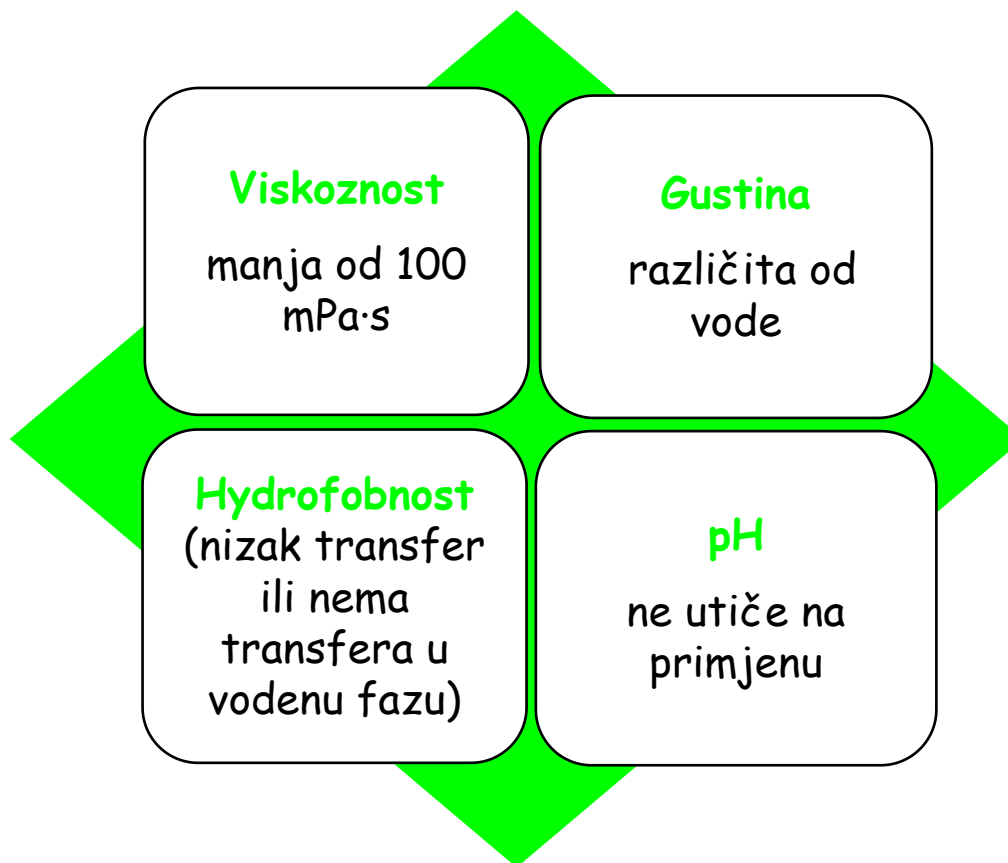 Viskoznost
manja od 100
mPa·s
Gustina
različita od
vode
Hydrofobnost
(nizak transfer
ili nema
transfera u
vodenu fazu)
pH
ne utiče na
primjenu